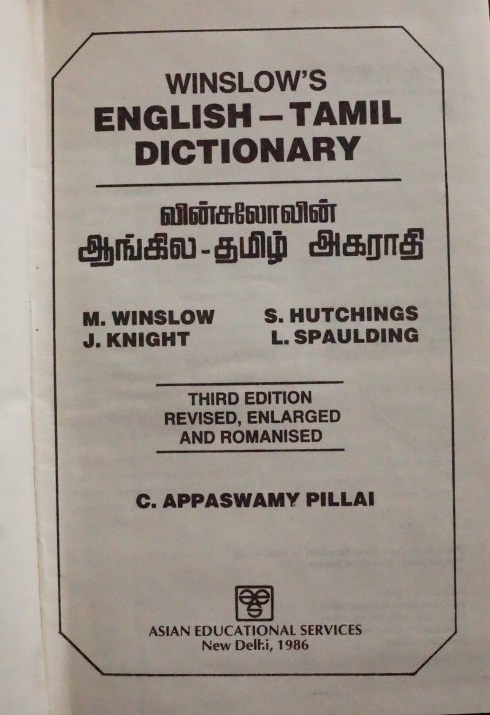 WINSLOW'S
ENGLISH – TAMIL
DICTIONARY
வின்சுலோவின்
ஆங்கில - தமிழ் அகராதி
M. WINSLOW S. HUTCHINGS
J. KNIGHT L. SPAULDING
THIRD EDITION
REVISED, ENLARGED
AND ROMANISED
C. APPASWAMY PILLAI
ASIAN EDUCATIONAL SERVICES
New Delhi, 1986